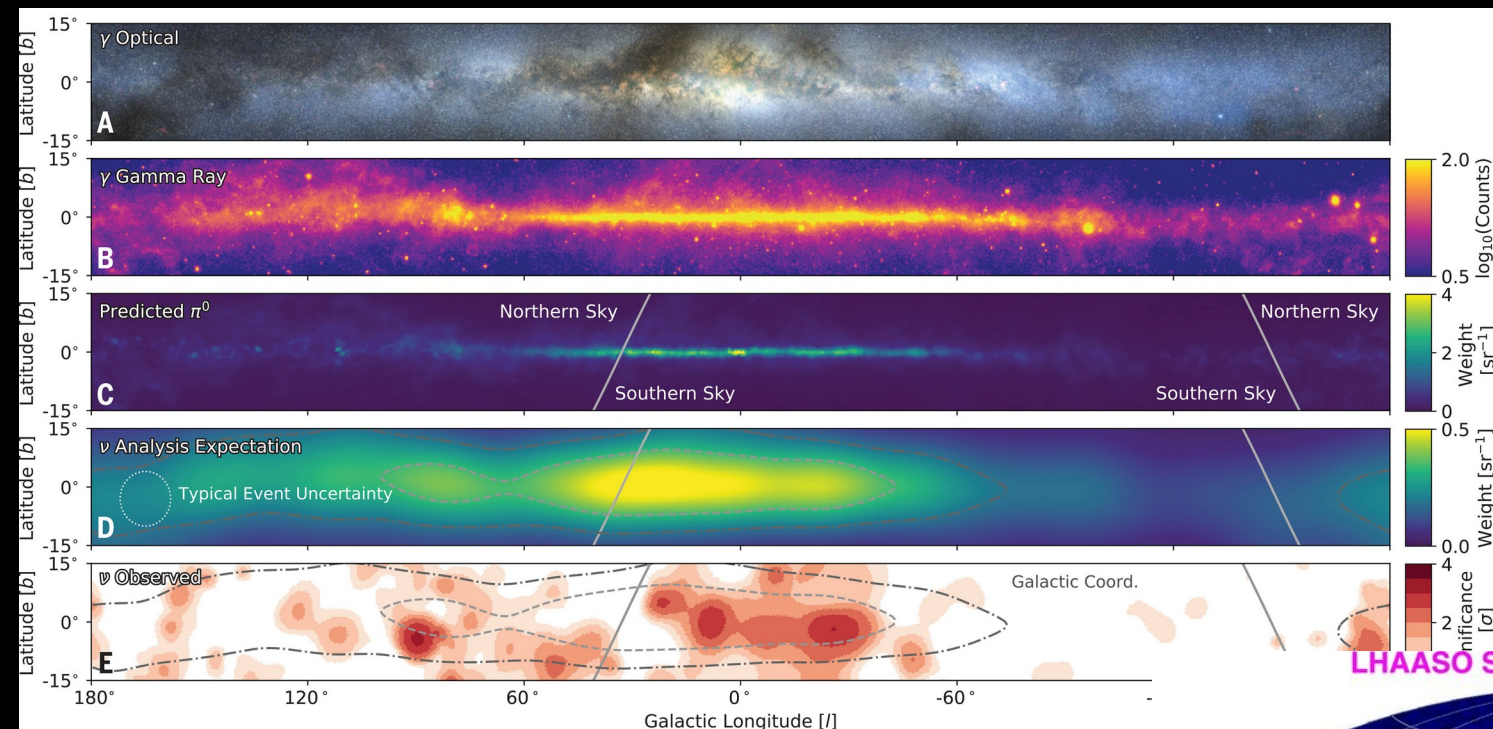 15°
γ Optical
Latitude [b]
0°
A
-15°
15°
γ Gamma Ray
Latitude [b]
0°
B
-15°
2.0
log₁₀(Counts)
0.5
15°
Predicted π⁰
Northern Sky
Northern Sky
Latitude [b]
0°
C
Southern Sky
Southern Sky
-15°
4
2
Weight
[sr⁻¹]
0
15°
ν Analysis Expectation
Latitude [b]
0°
Typical Event Uncertainty
D
-15°
0.5
Weight [sr⁻¹]
0.0
15°
ν Observed
Galactic Coord.
Latitude [b]
0°
E
-15°
4
2
nificance
[σ]
LHAASO S
180°
120°
60°
0°
-60°
-
Galactic Longitude [l]